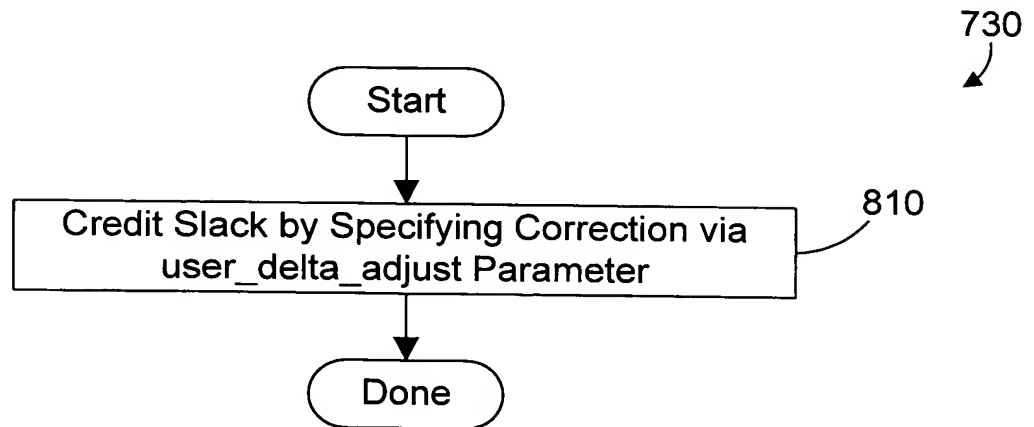 730
Start
Credit Slack by Specifying Correction via
user_delta_adjust Parameter
810
Done